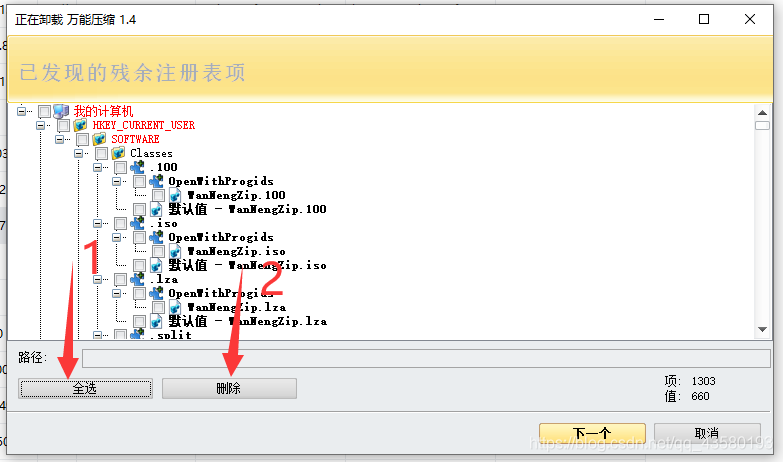 正在卸载 万能压缩 1.4
已发现的残余注册表项
我的计算机
HKEY_CURRENT_USER
SOFTWARE
Classes
.100
OpenWithProgids
WanNengZip.100
默认值 - WanNengZip.100
.iso
OpenWithProgids
WanNengZip.iso
默认值 - WanNengZip.iso
.lza
OpenWithProgids
WanNengZip.lza
默认值 - WanNengZip.lza
.split
1
2
路径:
全选
删除
项: 1303
值: 660
下一个
取消
https://blog.csdn.net/qq_43580193